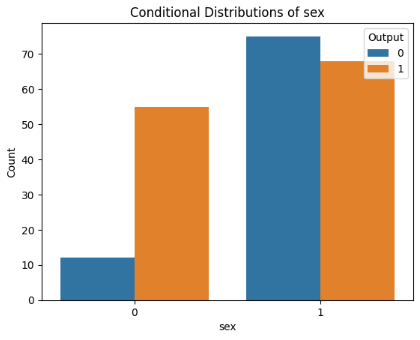 Conditional Distributions of sex
Output
0
1
Count
70
60
50
40
30
20
10
0
0 1
sex